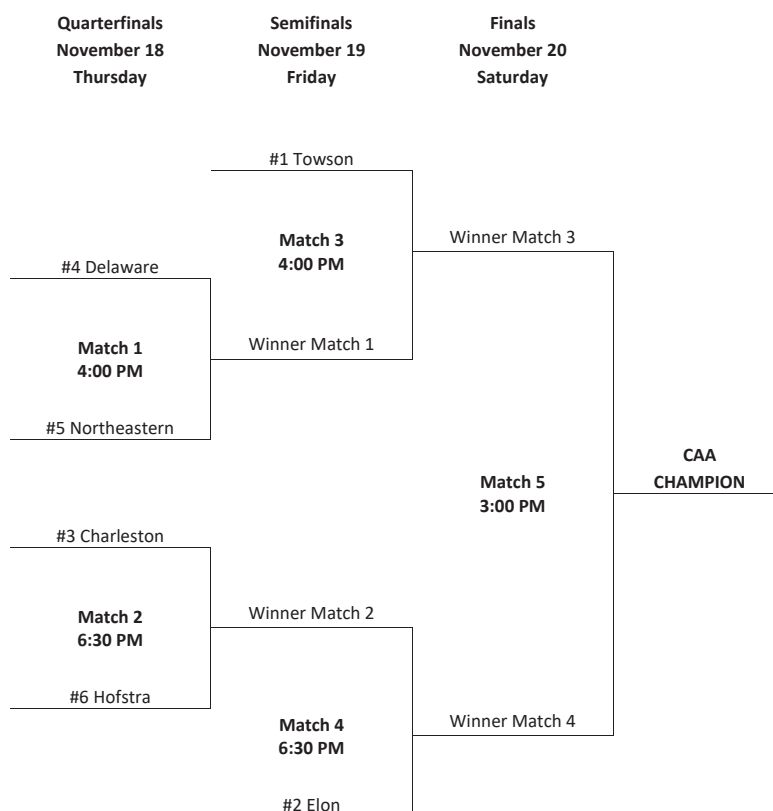 Quarterfinals
November 18
Thursday
Semifinals
November 19
Friday
Finals
November 20
Saturday
#1 Towson
Match 3
4:00 PM
Winner Match 3
#4 Delaware
Match 1
4:00 PM
Winner Match 1
#5 Northeastern
Match 5
3:00 PM
CAA
CHAMPION
#3 Charleston
Match 2
6:30 PM
Winner Match 2
#6 Hofstra
Match 4
6:30 PM
Winner Match 4
#2 Elon